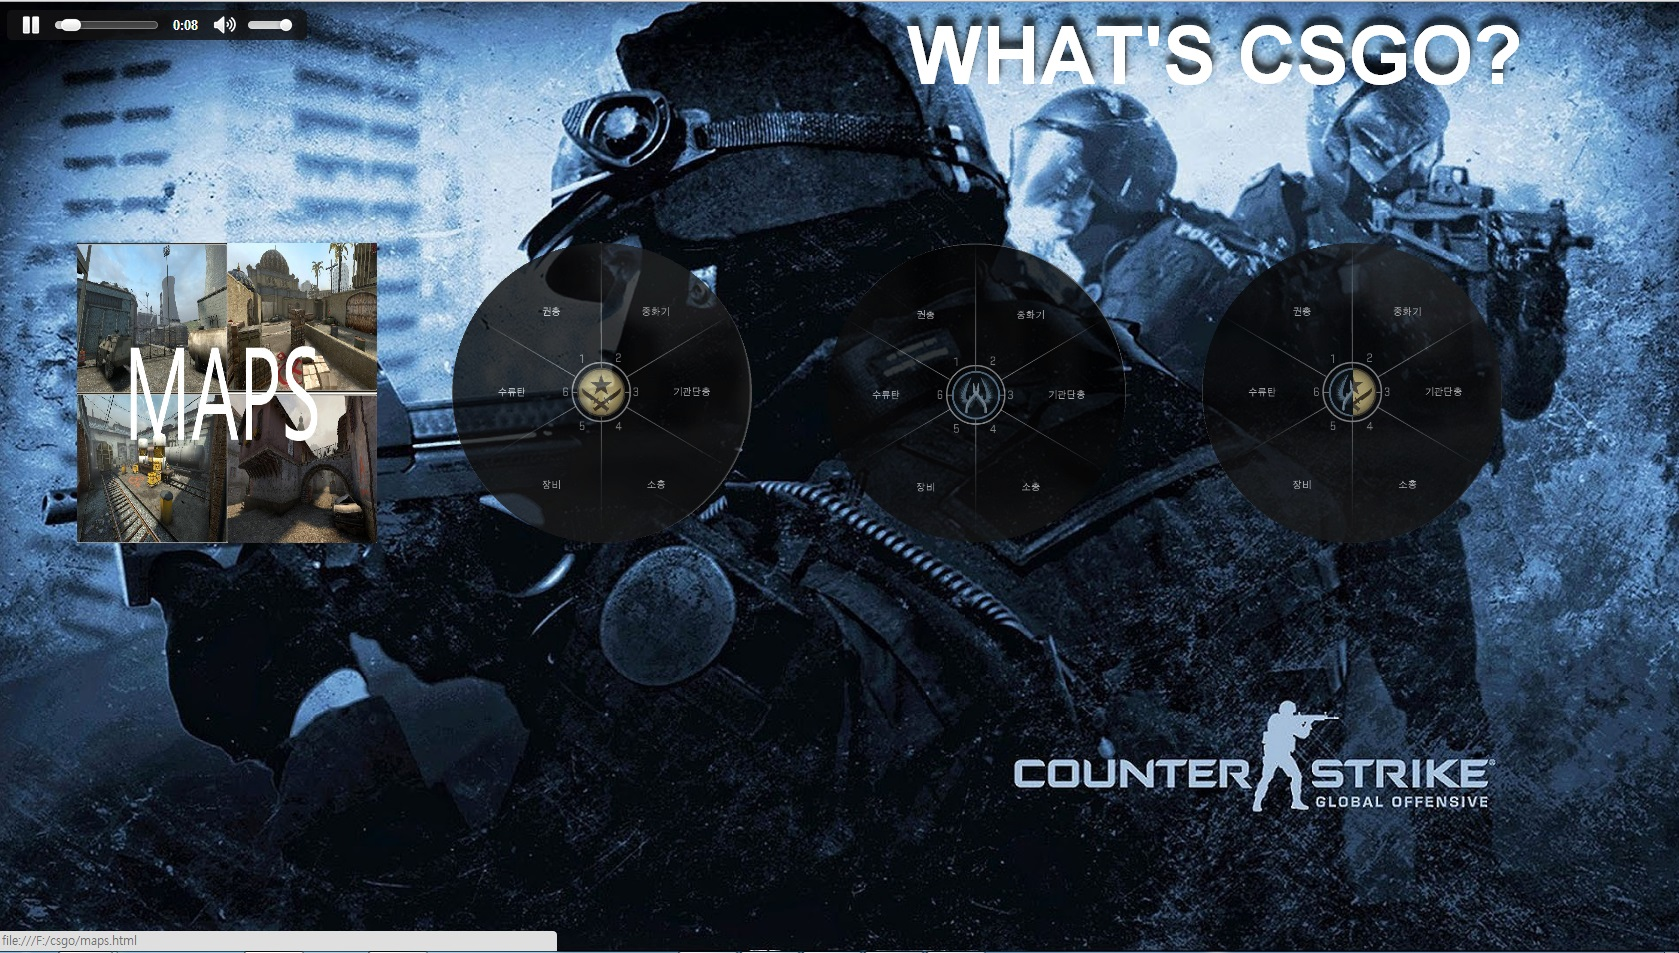 0:08
WHAT'S CSGO?
MAPS
권총
중화기
1
2
수류탄
6
3
기관단총
5
4
장비
소총
권총
중화기
1
2
수류탄
6
3
기관단총
5
4
장비
소총
권총
중화기
1
2
수류탄
6
3
기관단총
5
4
장비
소총
POLIZEI
COUNTER STRIKE
GLOBAL OFFENSIVE
file:///F:/csgo/maps.html